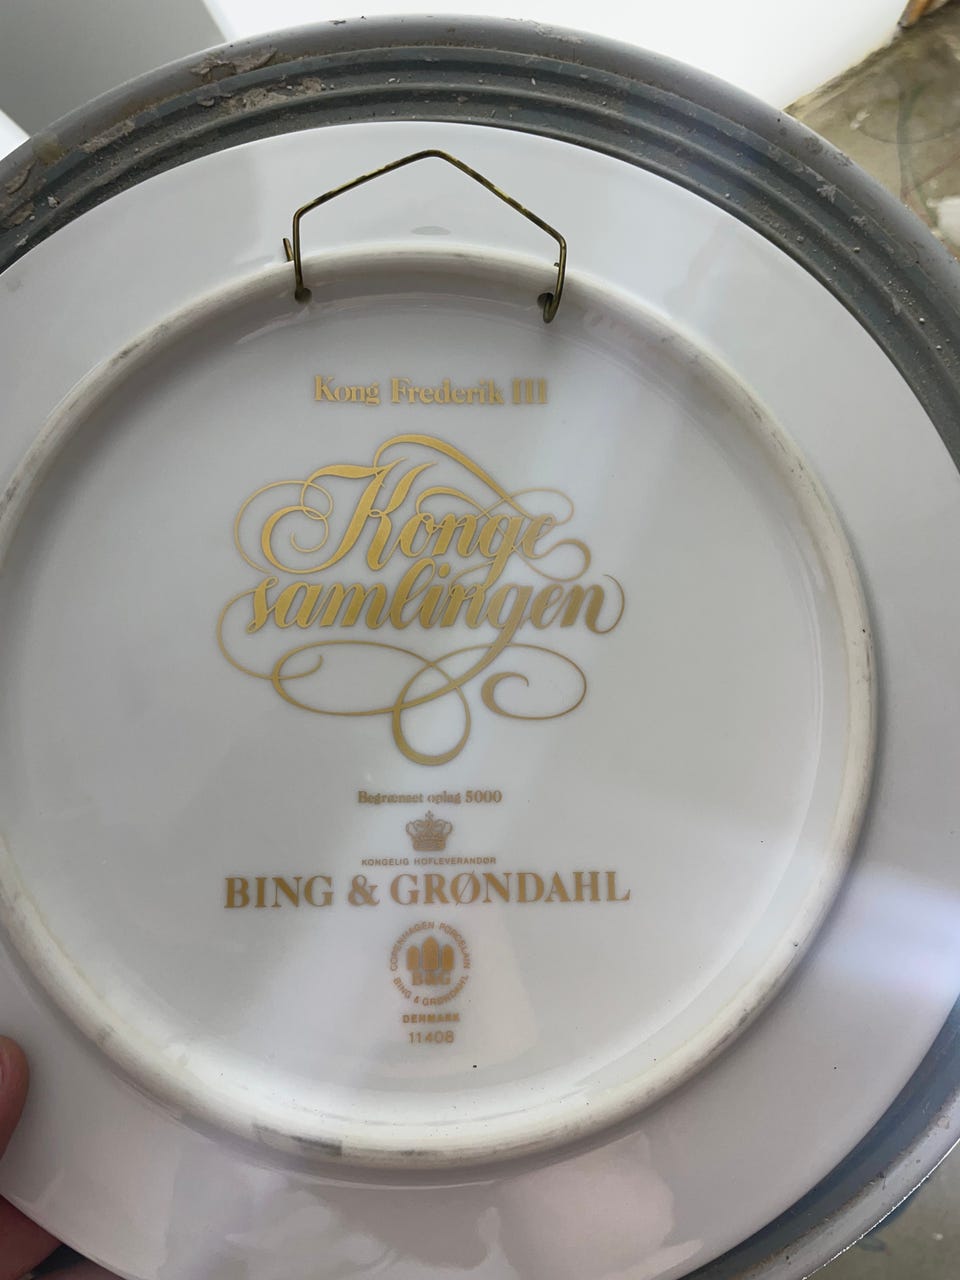 Kong Frederik III
Konge
samlingen
Begrænset oplag 5000
KONGELIG HOFLEVERANDØR
BING & GRØNDAHL
COPENHAGEN PORCELAIN
B&G
BING & GRØNDAHL
DENMARK
11408